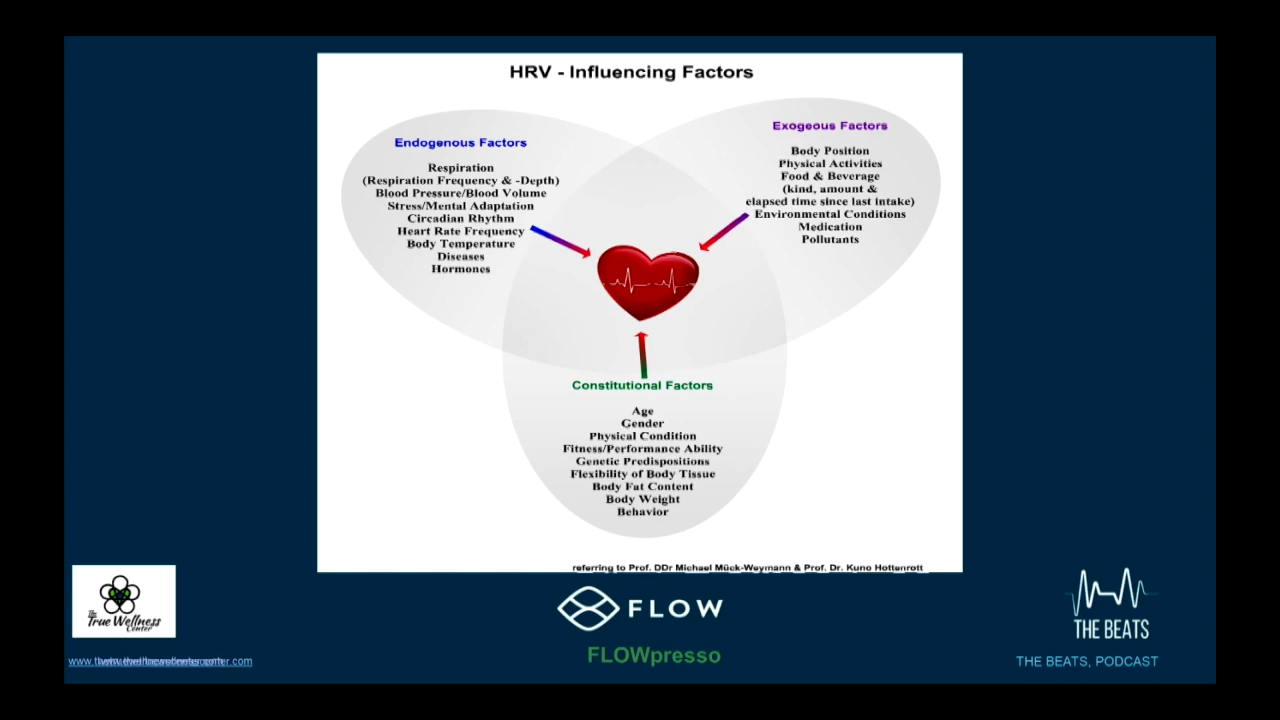 HRV - Influencing Factors
Endogenous Factors
Respiration
(Respiration Frequency & -Depth)
Blood Pressure/Blood Volume
Stress/Mental Adaptation
Circadian Rhythm
Heart Rate Frequency
Body Temperature
Diseases
Hormones
Exogeous Factors
Body Position
Physical Activities
Food & Beverage
(kind, amount &
elapsed time since last intake)
Environmental Conditions
Medication
Pollutants
Constitutional Factors
Age
Gender
Physical Condition
Fitness/Performance Ability
Genetic Predispositions
Flexibility of Body Tissue
Body Fat Content
Body Weight
Behavior
referring to Prof. DDr Michael Mück-Weymann & Prof. Dr. Kuno Hottenrott
The
True Wellness
Center
FLOW
FLOWpresso
THE BEATS
THE BEATS, PODCAST